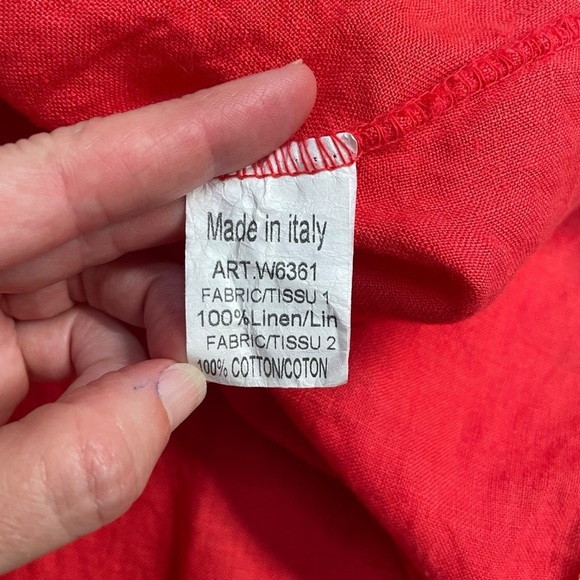 Made in italy
ART.W6361
FABRIC/TISSU 1
100%Linen/Lin
FABRIC/TISSU 2
100% COTTON/COTON